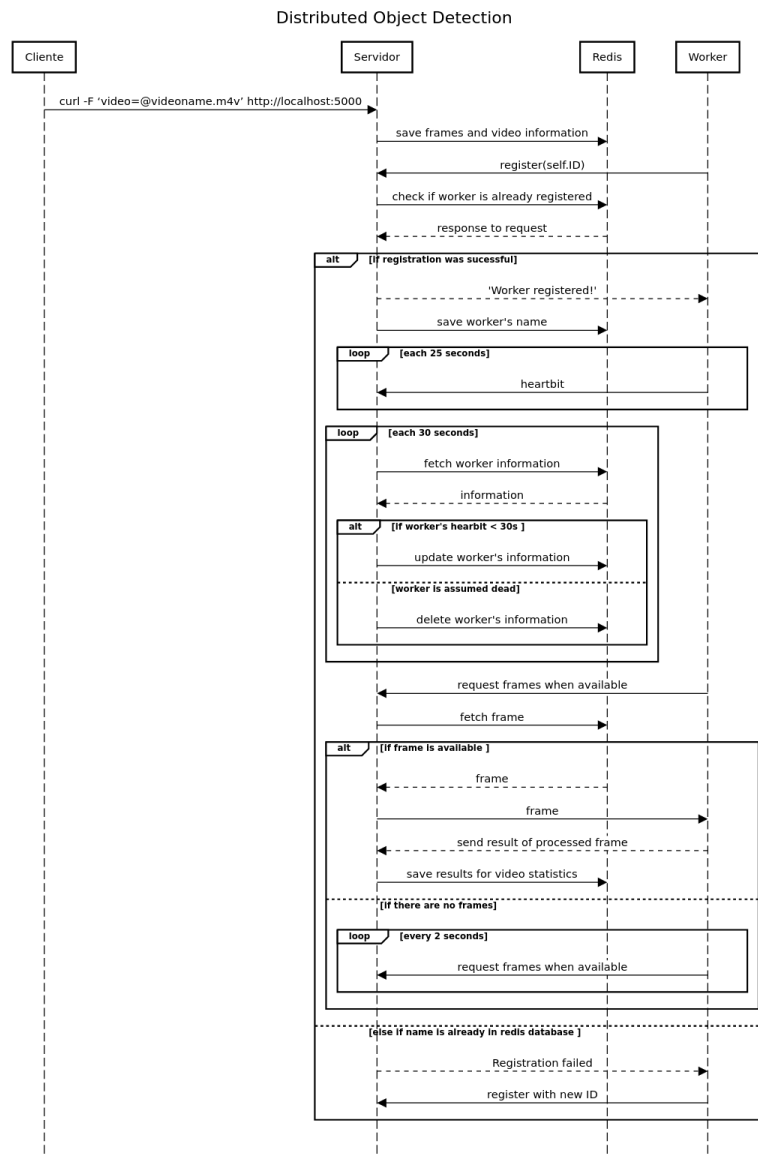 Distributed Object Detection
Cliente
Servidor
Redis
Worker
curl -F ‘video=@videoname.m4v’ http://localhost:5000
save frames and video information
register(self.ID)
check if worker is already registered
response to request
alt [if registration was sucessful]
'Worker registered!'
save worker's name
loop [each 25 seconds]
heartbit
loop [each 30 seconds]
fetch worker information
information
alt [if worker's hearbit < 30s ]
update worker's information
[worker is assumed dead]
delete worker's information
request frames when available
fetch frame
alt [if frame is available ]
frame
frame
send result of processed frame
save results for video statistics
[if there are no frames]
loop [every 2 seconds]
request frames when available
[else if name is already in redis database ]
Registration failed
register with new ID